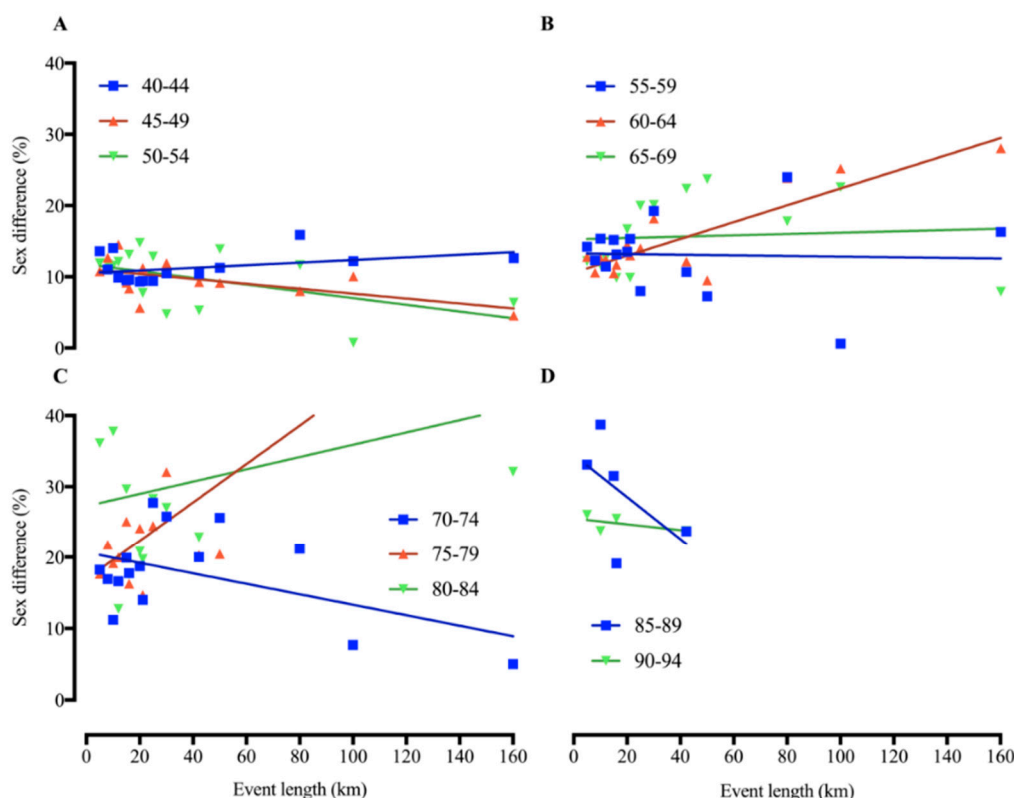 A
B
40
30
20
10
0
Sex difference (%)
40-44
45-49
50-54
55-59
60-64
65-69
C
D
40
30
20
10
0
Sex difference (%)
70-74
75-79
80-84
85-89
90-94
0 20 40 60 80 100 120 140 160
Event length (km)
0 20 40 60 80 100 120 140 160
Event length (km)